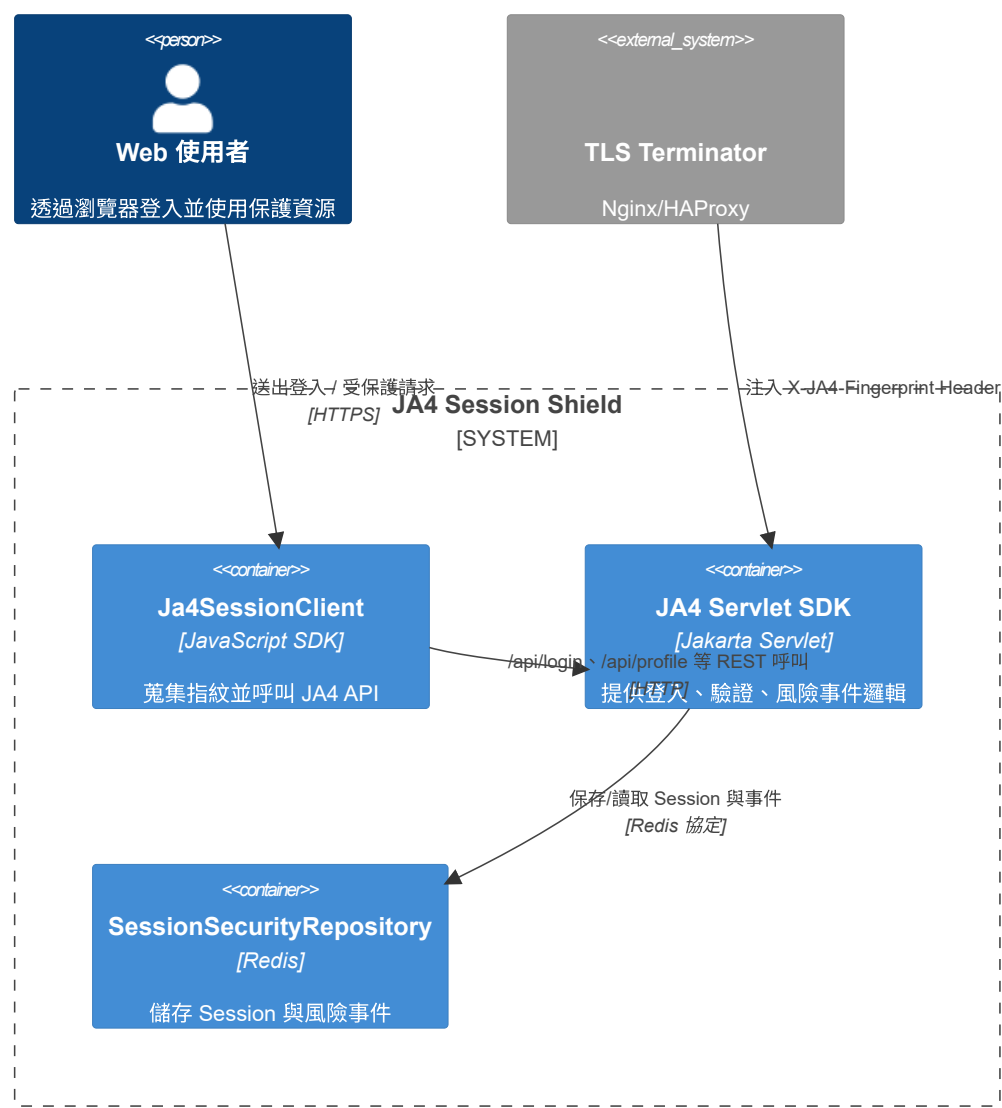 <<person>>
Web 使用者
透過瀏覽器登入並使用保護資源
<<external_system>>
TLS Terminator
Nginx/HAProxy
送出登入 / 受保護請求
[HTTPS]
注入 X-JA4-Fingerprint Header
JA4 Session Shield
[SYSTEM]
<<container>>
Ja4SessionClient
[JavaScript SDK]
蒐集指紋並呼叫 JA4 API
<<container>>
JA4 Servlet SDK
[Jakarta Servlet]
提供登入、驗證、風險事件邏輯
/api/login、/api/profile 等 REST 呼叫
[HTTP]
保存/讀取 Session 與事件
[Redis 協定]
<<container>>
SessionSecurityRepository
[Redis]
儲存 Session 與風險事件